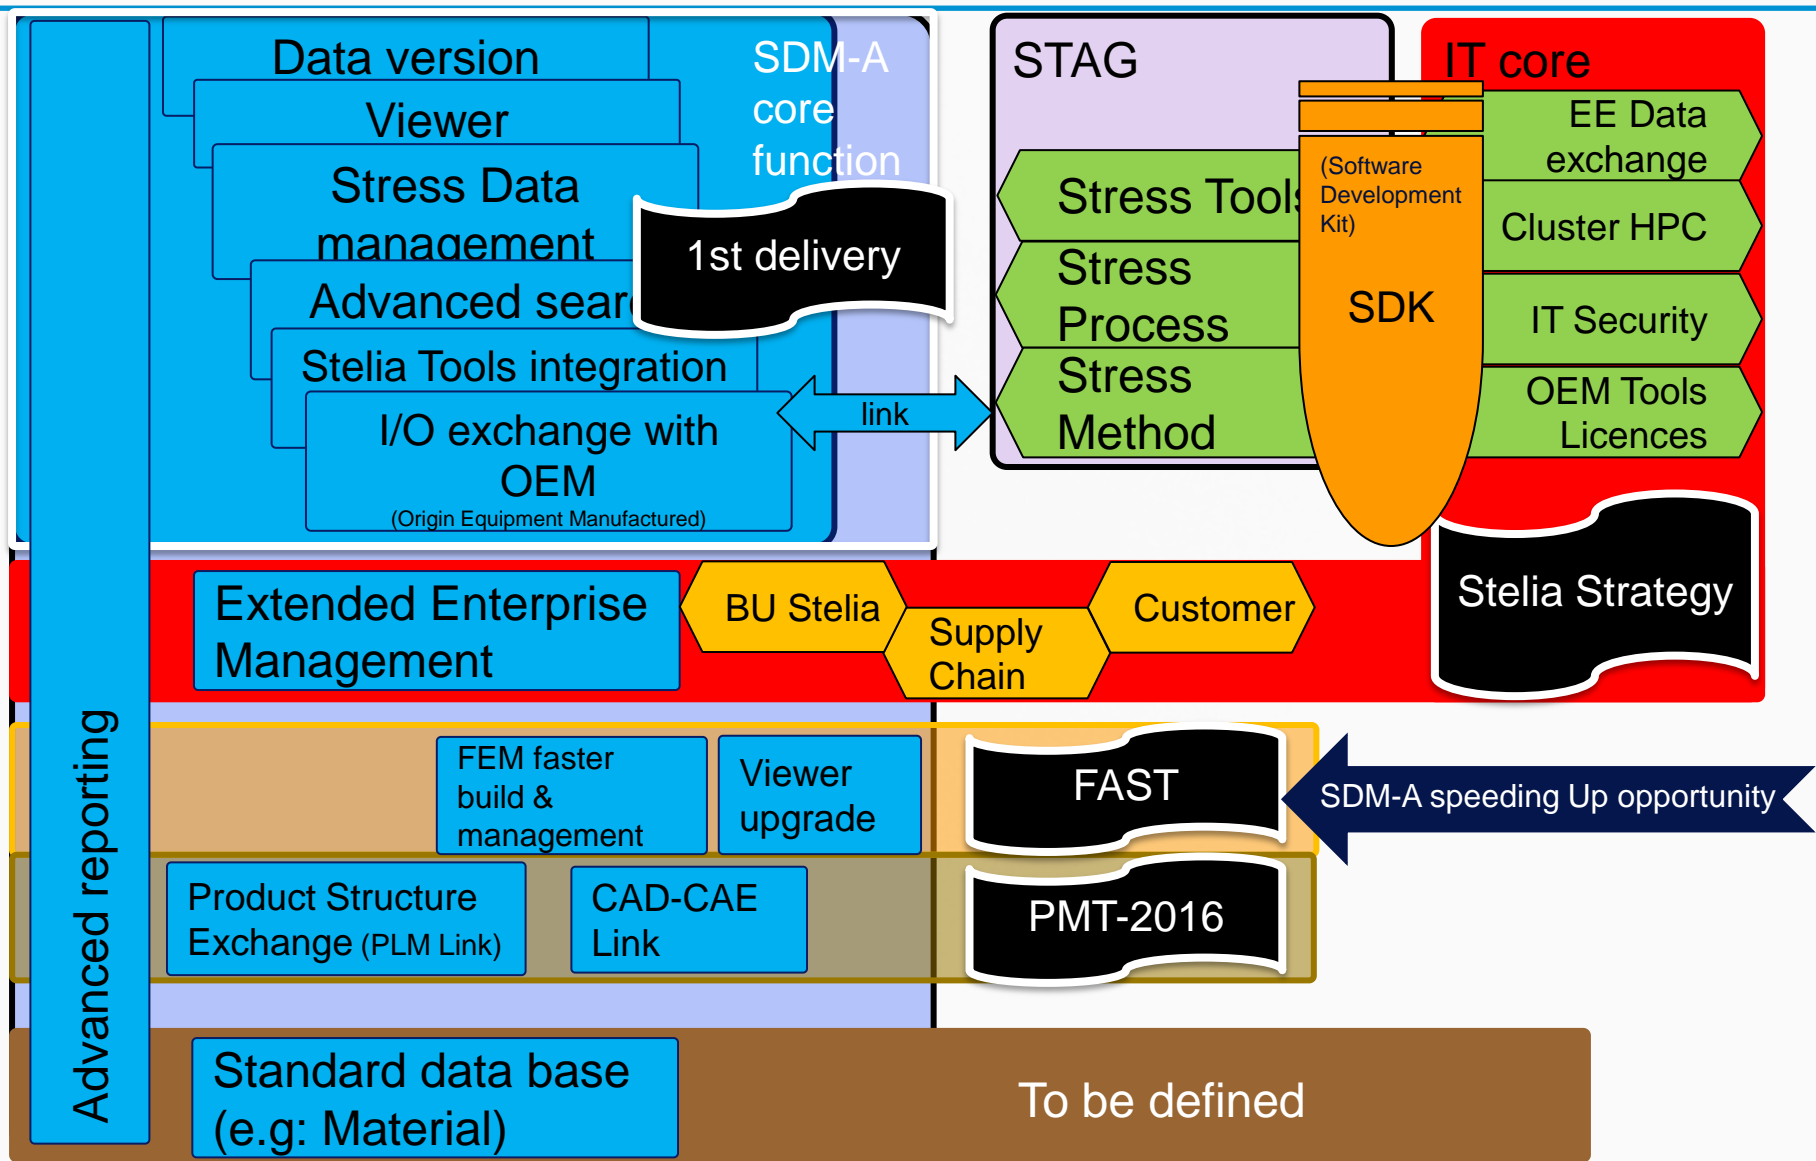 Data version
Viewer
Stress Data
management
Advanced sear
Stelia Tools integration
I/O exchange with
OEM
(Origin Equipment Manufactured)
SDM-A
core
function
1st delivery
link
STAG
Stress Tools
Stress
Process
Stress
Method
(Software
Development
Kit)
SDK
IT core
EE Data
exchange
Cluster HPC
IT Security
OEM Tools
Licences
Stelia Strategy
Extended Enterprise
Management
BU Stelia
Supply
Chain
Customer
Advanced reporting
FEM faster
build &
management
Viewer
upgrade
FAST
SDM-A speeding Up opportunity
Product Structure
Exchange (PLM Link)
CAD-CAE
Link
PMT-2016
Standard data base
(e.g: Material)
To be defined